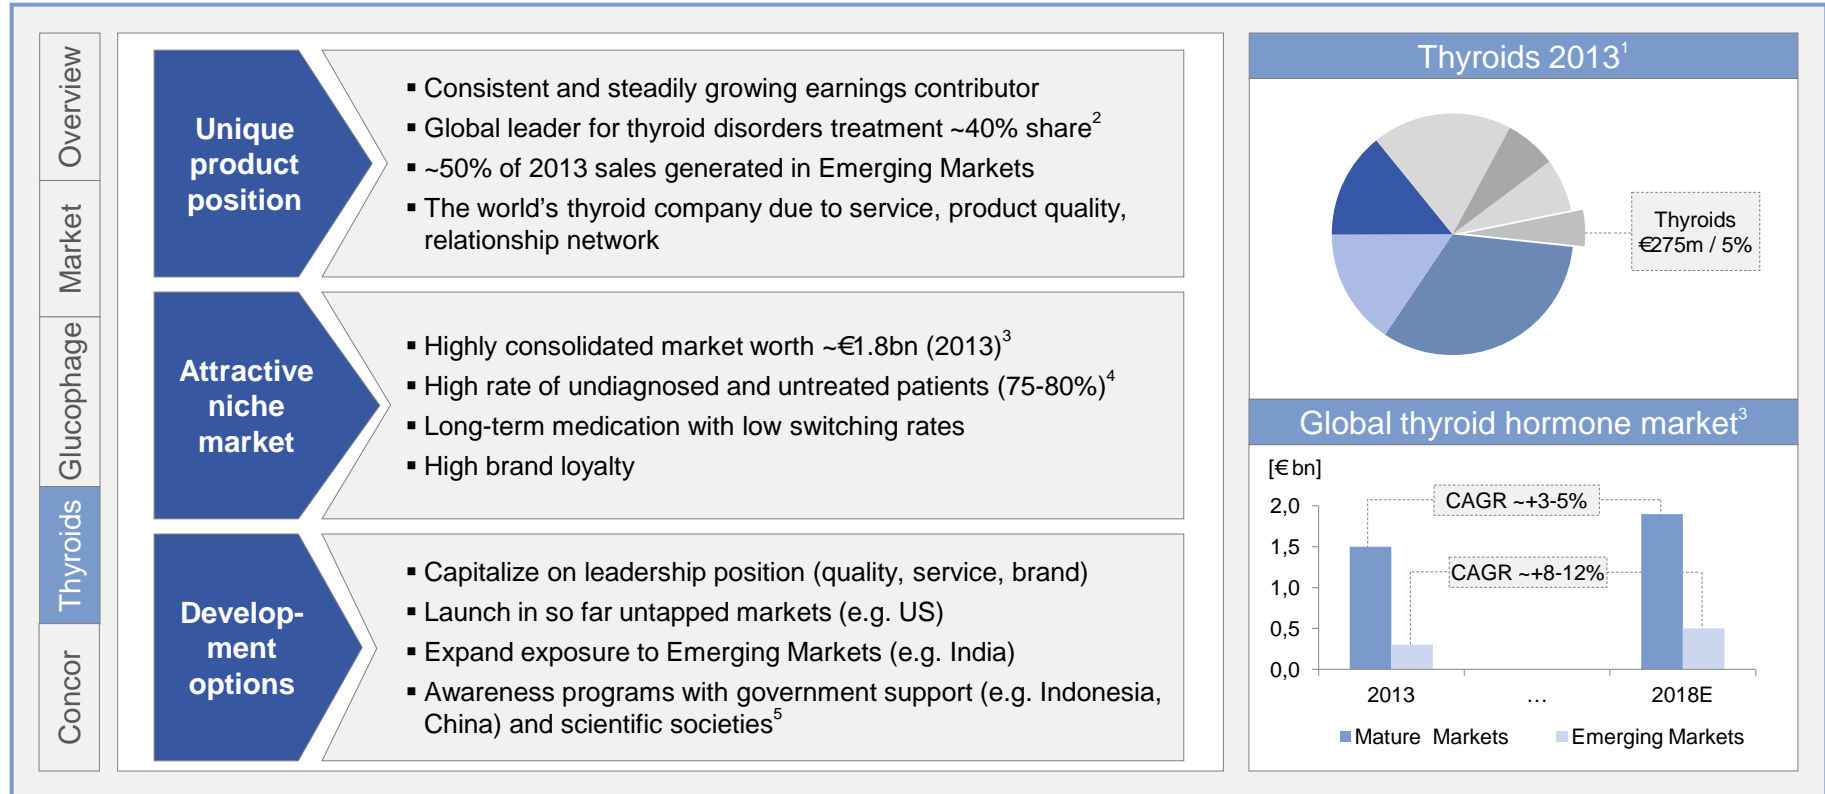 Overview
Market
Glucophage
Thyroids
Concor
Unique
product
position
▪ Consistent and steadily growing earnings contributor
▪ Global leader for thyroid disorders treatment ~40% share²
▪ ~50% of 2013 sales generated in Emerging Markets
▪ The world’s thyroid company due to service, product quality,
relationship network
Attractive
niche
market
▪ Highly consolidated market worth ~€1.8bn (2013)³
▪ High rate of undiagnosed and untreated patients (75-80%)⁴
▪ Long-term medication with low switching rates
▪ High brand loyalty
Develop-
ment
options
▪ Capitalize on leadership position (quality, service, brand)
▪ Launch in so far untapped markets (e.g. US)
▪ Expand exposure to Emerging Markets (e.g. India)
▪ Awareness programs with government support (e.g. Indonesia,
China) and scientific societies⁵
Thyroids 2013¹
Thyroids
€275m / 5%
Global thyroid hormone market³
[€ bn]
2,0
1,5
1,0
0,5
0,0
CAGR ~+3-5%
CAGR ~+8-12%
2013 … 2018E
Mature Markets Emerging Markets